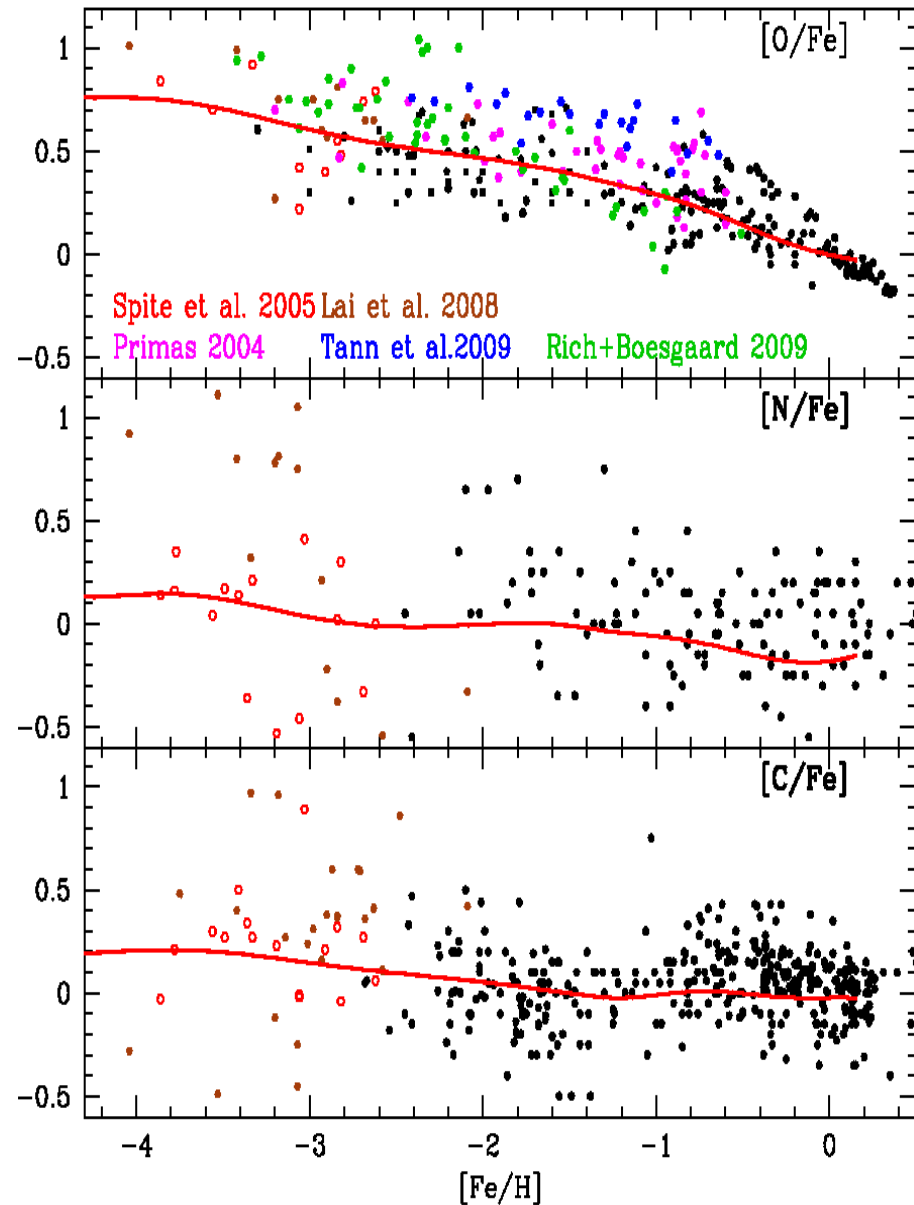 [O/Fe]
1
0.5
0
−0.5
Spite et al. 2005 Lai et al. 2008
Primas 2004 Tann et al.2009 Rich+Boesgaard 2009
[N/Fe]
1
0.5
0
−0.5
[C/Fe]
1
0.5
0
−0.5
−4 −3 −2 −1 0
[Fe/H]